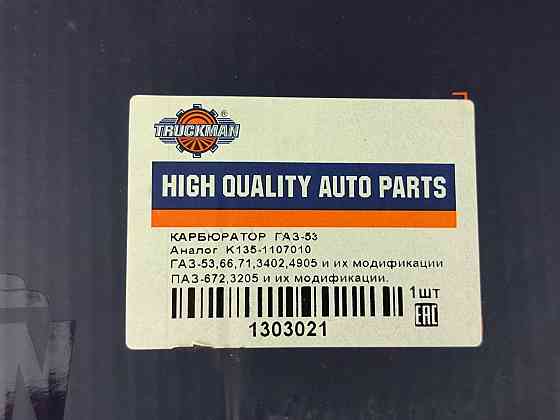 TRUCKMAN ®
HIGH QUALITY AUTO PARTS
КАРБЮРАТОР ГАЗ-53
Аналог К135-1107010
ГАЗ-53,66,71,3402,4905 и их модификации
ПАЗ-672,3205 и их модификации.
1шт
1303021
EAC
N